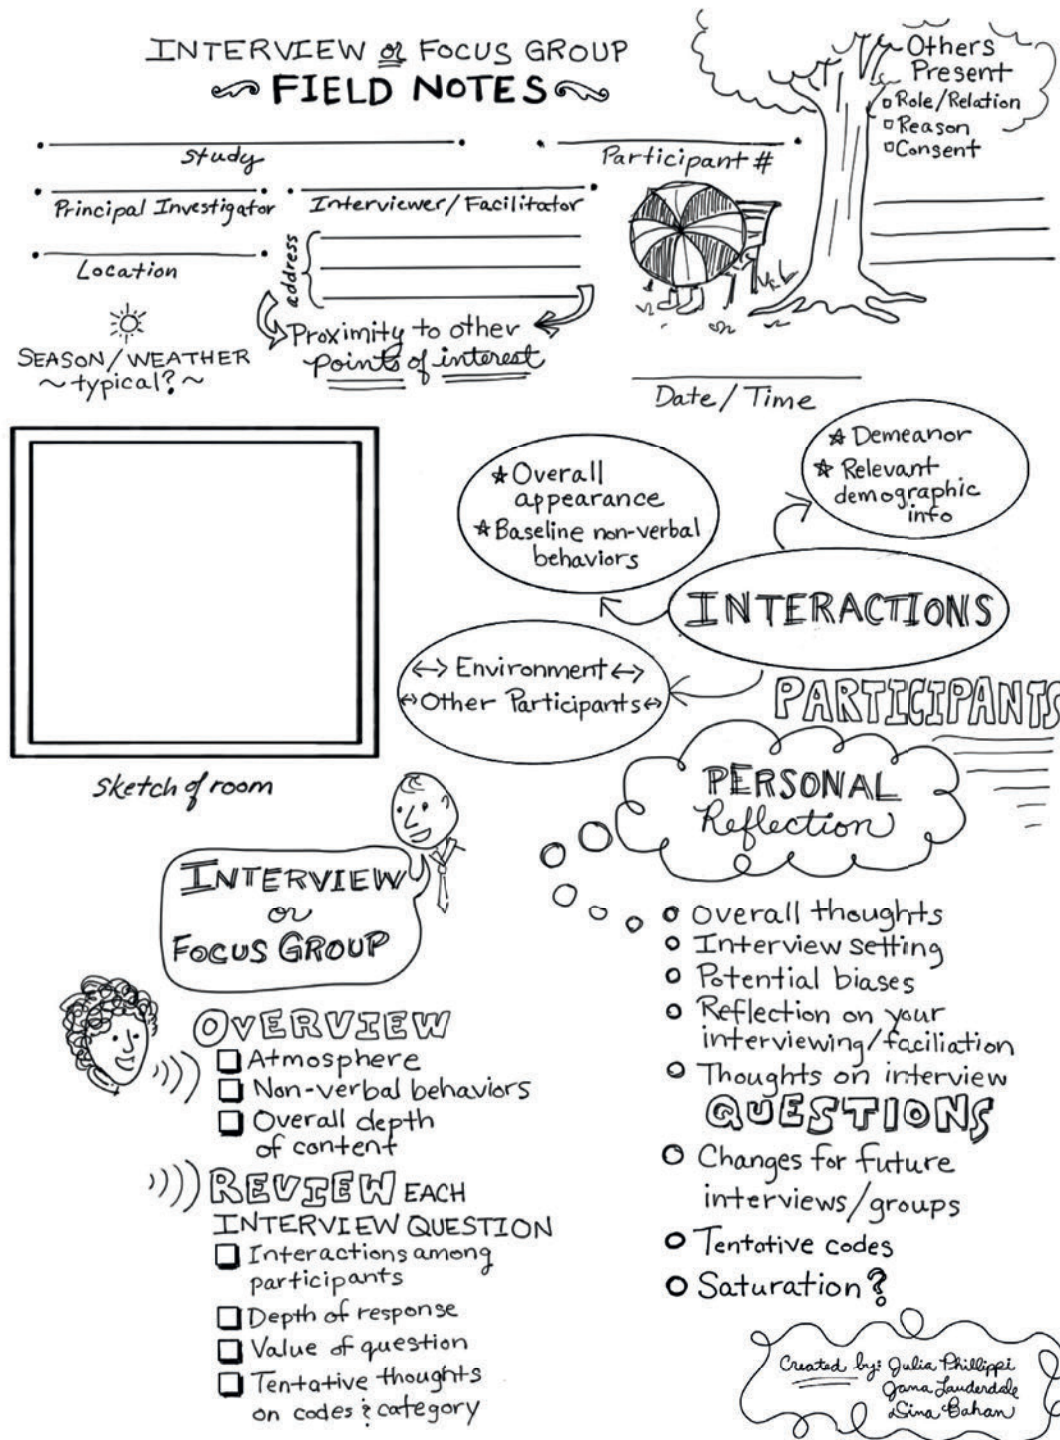 INTERVIEW or FOCUS GROUP
FIELD NOTES
Others
Present
Role/Relation
Reason
Consent
Study
Participant #
Principal Investigator
Interviewer/Facilitator
Location
address
Proximity to other
points of interest
SEASON/WEATHER
~typical?~
Date/Time
Overall
appearance
Baseline non-verbal
behaviors
Demeanor
Relevant
demographic
info
INTERACTIONS
<-> Environment <->
<-> Other Participants <->
PARTICIPANTS
Sketch of room
PERSONAL
Reflection
INTERVIEW
or
FOCUS GROUP
OVERVIEW
Atmosphere
Non-verbal behaviors
Overall depth
of content
REVIEW EACH
INTERVIEW QUESTION
Interactions among
participants
Depth of response
Value of question
Tentative thoughts
on codes & category
Overall thoughts
Interview setting
Potential biases
Reflection on your
interviewing/faciliation
Thoughts on interview
QUESTIONS
Changes for future
interviews/groups
Tentative codes
Saturation?
Created by: Julia Phillippi
Jana Lauderdale
Sina Bahan